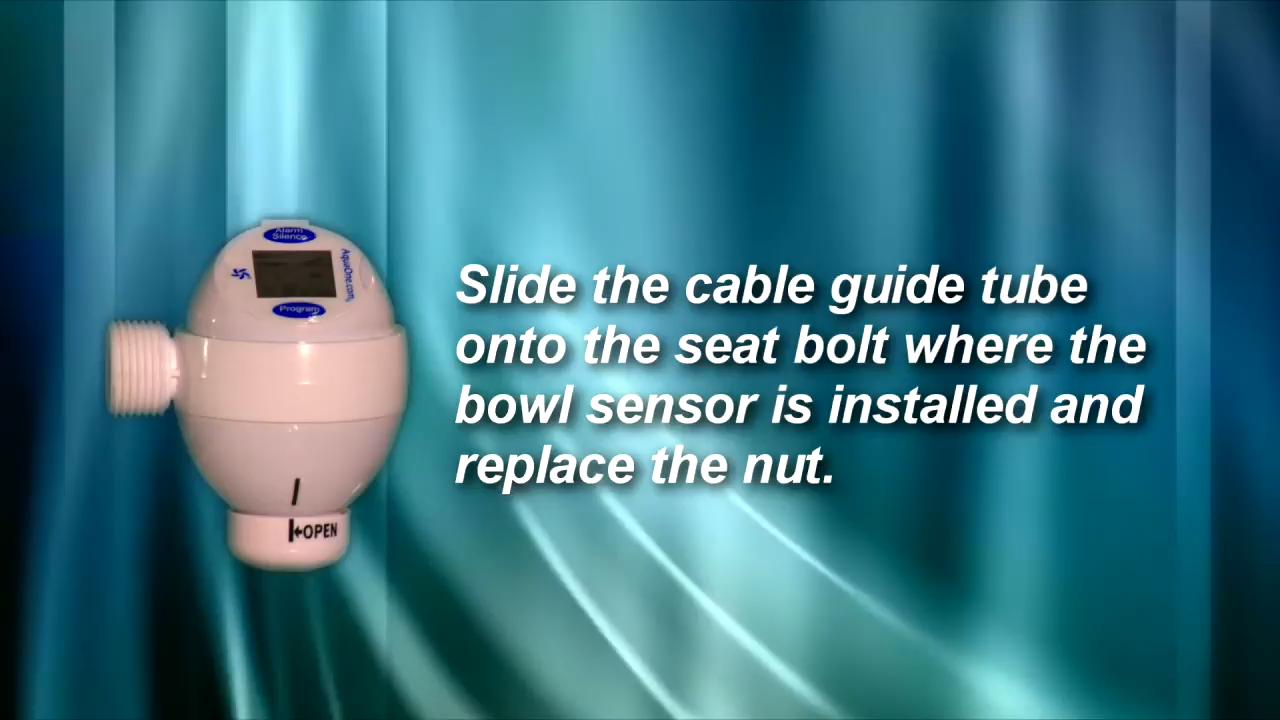 Alarm
Silence
AquaOne.com
Program
OPEN
Slide the cable guide tube
onto the seat bolt where the
bowl sensor is installed and
replace the nut.